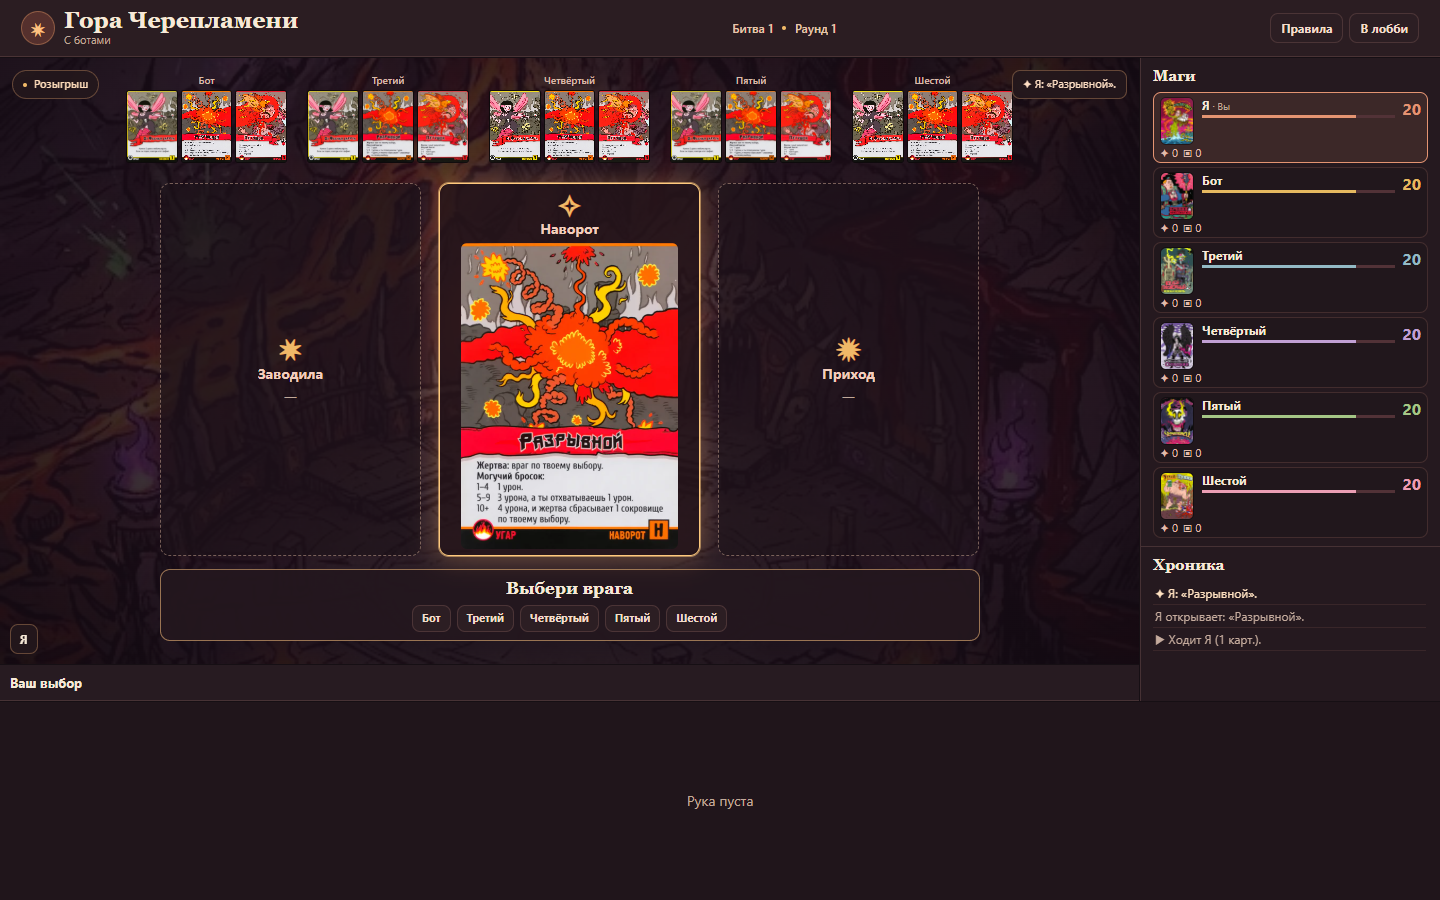 Гора Черепламени
С ботами
Битва 1 • Раунд 1
Правила
В лобби
• Розыгрыш
Бот
Третий
Четвёртый
Пятый
Шестой
✦ Я: «Разрывной».
Заводила
—
Наворот
РАЗРЫВНОЙ
Жертва: враг по твоему выбору.
Могучий бросок:
1–4 1 урон.
5–9 3 урона, а ты отхватываешь 1 урон.
10+ 4 урона, и жертва сбрасывает 1 сокровище
по твоему выбору.
УГАР
НАВОРОТ Н
Приход
—
Выбери врага
Бот
Третий
Четвёртый
Пятый
Шестой
Я
Ваш выбор
Рука пуста
Маги
Я · Вы 20
✦ 0 ▣ 0
Бот 20
✦ 0 ▣ 0
Третий 20
✦ 0 ▣ 0
Четвёртый 20
✦ 0 ▣ 0
Пятый 20
✦ 0 ▣ 0
Шестой 20
✦ 0 ▣ 0
Хроника
✦ Я: «Разрывной».
Я открывает: «Разрывной».
▶ Ходит Я (1 карт.).